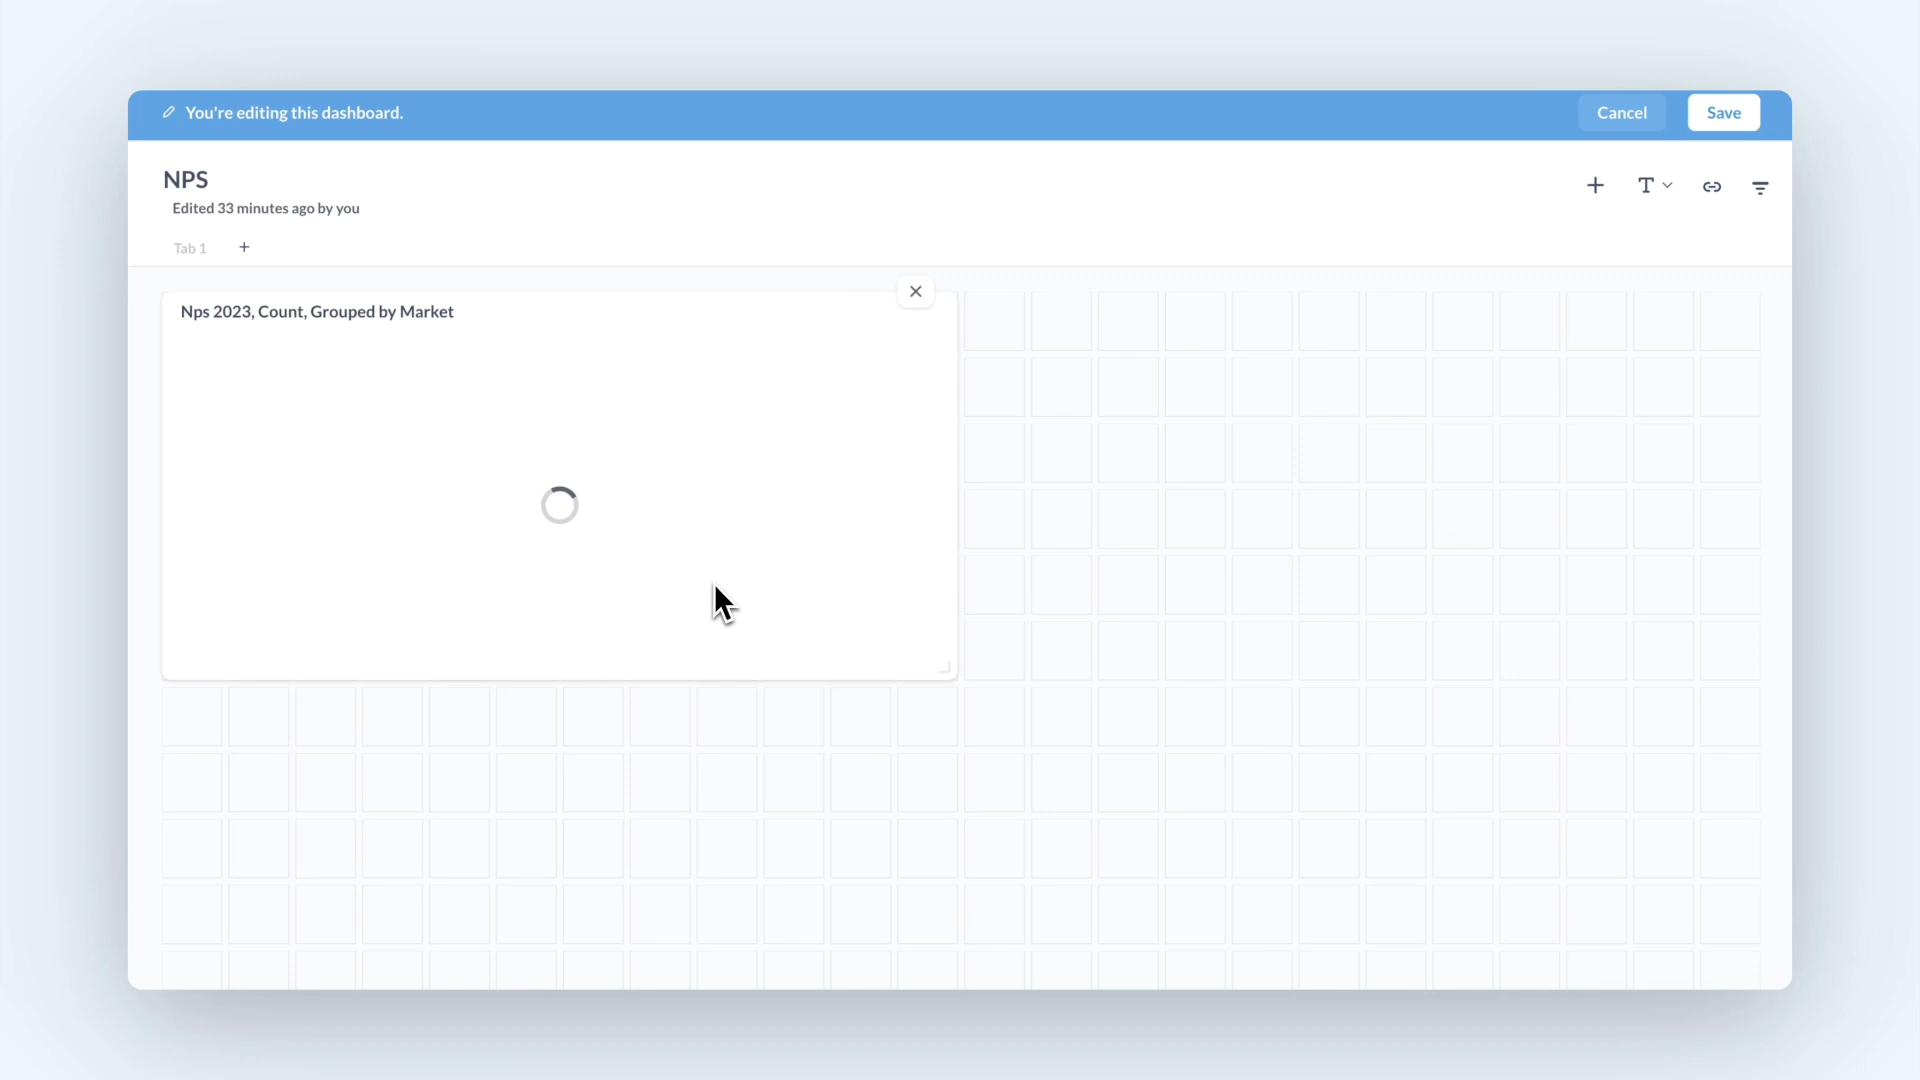 You're editing this dashboard.
Cancel
Save
NPS
Edited 33 minutes ago by you
Tab 1
Nps 2023, Count, Grouped by Market